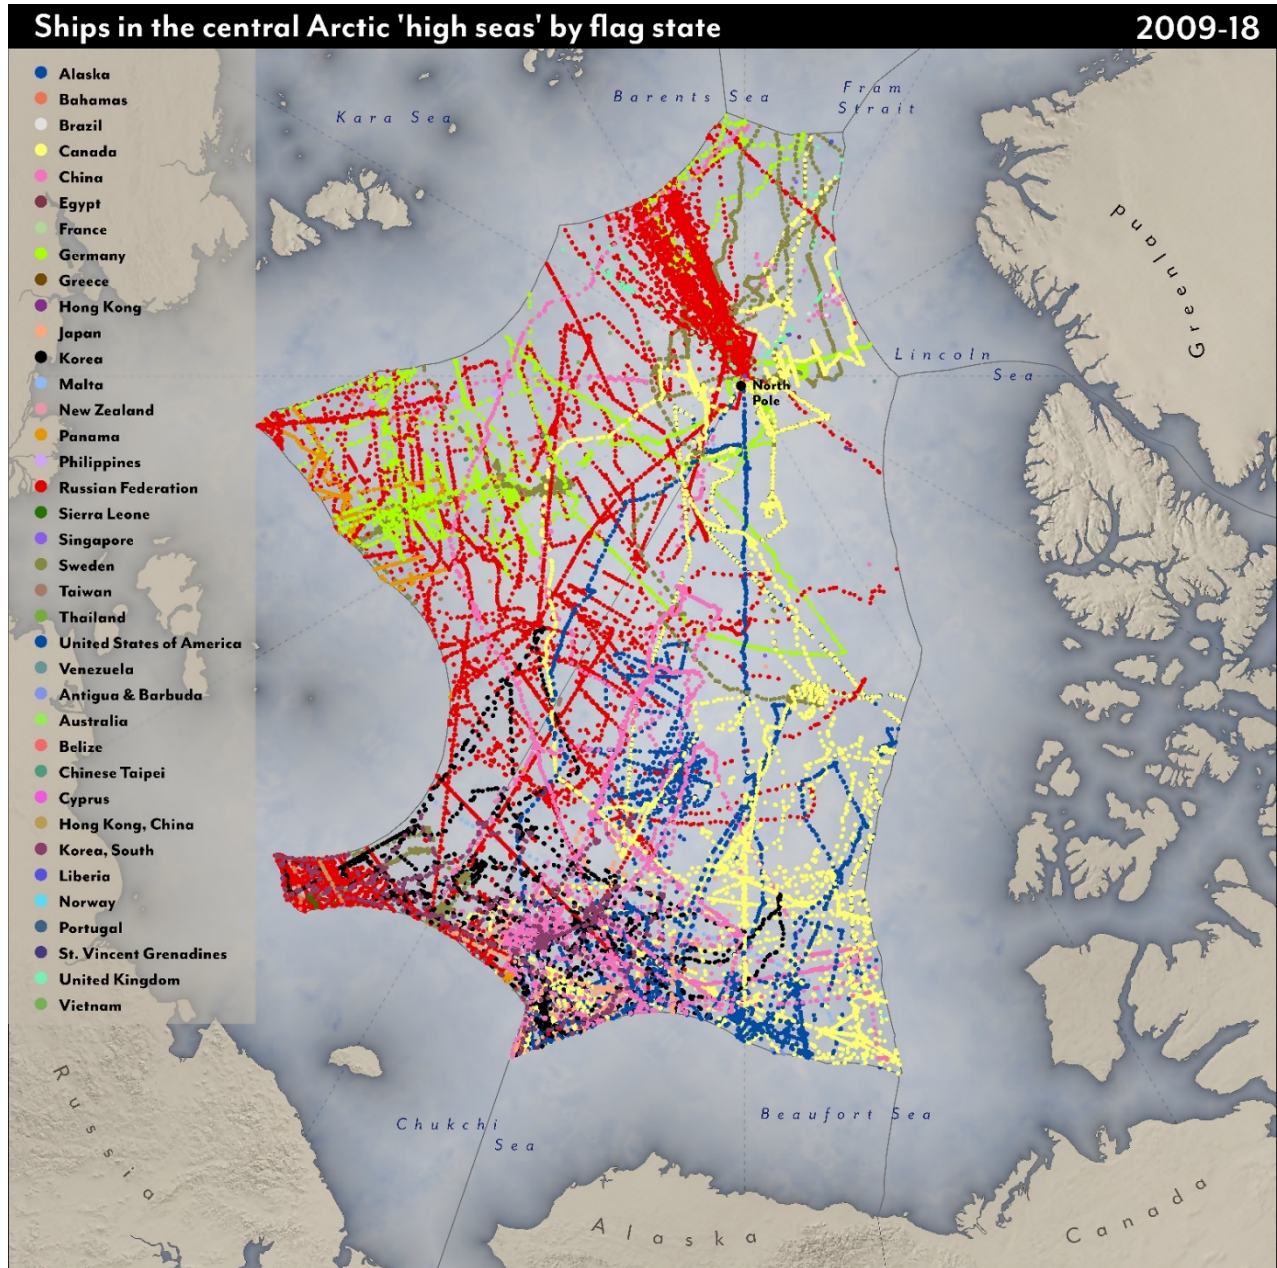 Ships in the central Arctic 'high seas' by flag state
2009-18
Alaska
Bahamas
Brazil
Canada
China
Egypt
France
Germany
Greece
Hong Kong
Japan
Korea
Malta
New Zealand
Panama
Philippines
Russian Federation
Sierra Leone
Singapore
Sweden
Taiwan
Thailand
United States of America
Venezuela
Antigua & Barbuda
Australia
Belize
Chinese Taipei
Cyprus
Hong Kong, China
Korea, South
Liberia
Norway
Portugal
St. Vincent Grenadines
United Kingdom
Vietnam
Kara Sea
Barents Sea
Fram
Strait
Greenland
Lincoln
Sea
North
Pole
Russia
Chukchi
Sea
Beaufort Sea
Alaska
Canada